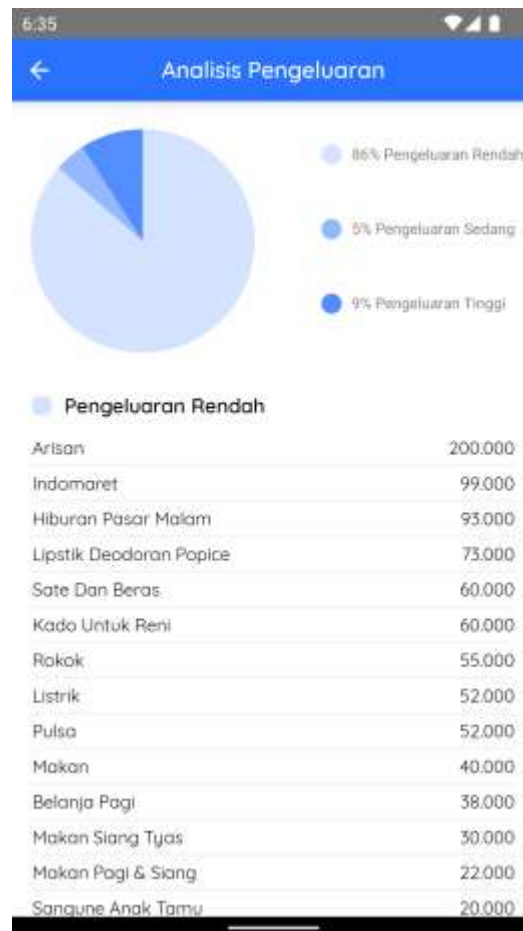 6:35
Analisis Pengeluaran
86% Pengeluaran Rendah
5% Pengeluaran Sedang
9% Pengeluaran Tinggi
Pengeluaran Rendah
Arisan 200.000
Indomaret 99.000
Hiburan Pasar Malam 93.000
Lipstik Deodoran Popice 73.000
Sate Dan Beras 60.000
Kado Untuk Reni 60.000
Rokok 55.000
Listrik 52.000
Pulsa 52.000
Makan 40.000
Belanja Pagi 38.000
Makan Siang Tyas 30.000
Makan Pagi & Siang 22.000
Sangune Anak Tamu 20.000